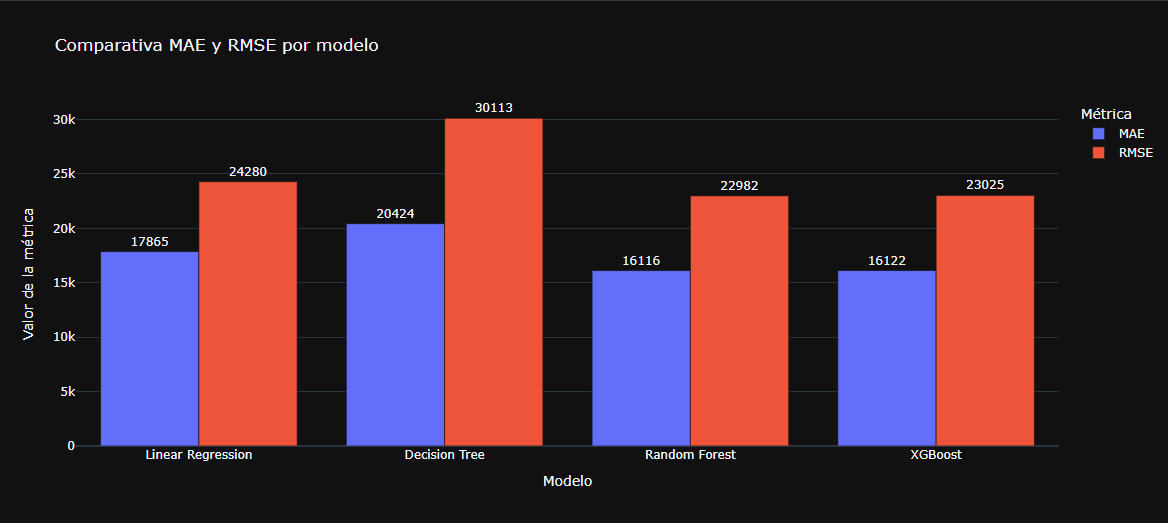 Comparativa MAE y RMSE por modelo
Métrica
MAE
RMSE
Valor de la métrica
30k
25k
20k
15k
10k
5k
0
17865
24280
20424
30113
16116
22982
16122
23025
Linear Regression
Decision Tree
Random Forest
XGBoost
Modelo